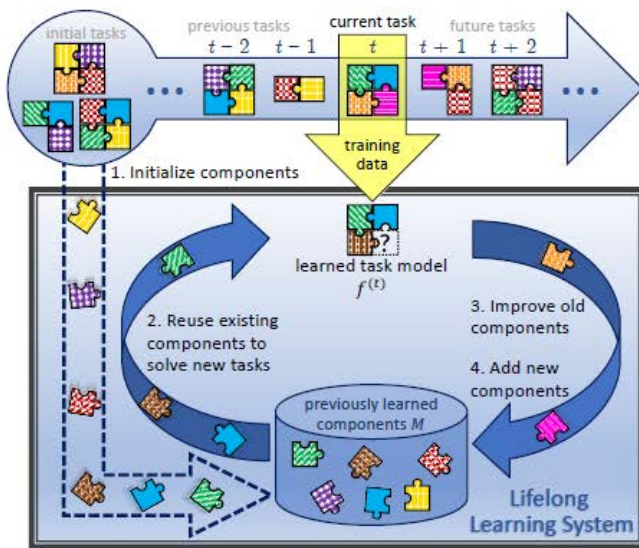 initial tasks
previous tasks
current task
future tasks
t − 2
t − 1
t
t + 1
t + 2
training
data
1. Initialize components
?
learned task model
f^(t)
2. Reuse existing
components to
solve new tasks
3. Improve old
components
4. Add new
components
previously learned
components M
Lifelong
Learning System